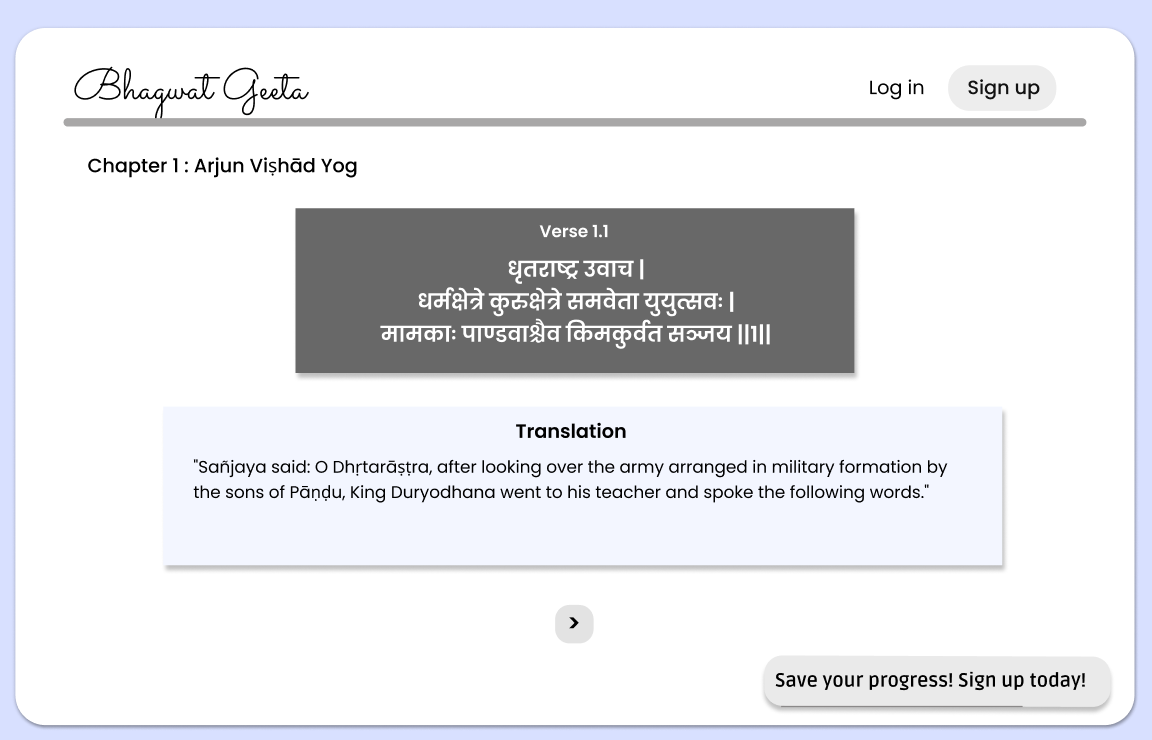 Bhagwat Geeta
Log in
Sign up
Chapter 1 : Arjun Viṣhād Yog
Verse 1.1
धृतराष्ट्र उवाच |
धर्मक्षेत्रे कुरुक्षेत्रे समवेता युयुत्सवः |
मामकाः पाण्डवाश्चैव किमकुर्वत सञ्जय ||1||
Translation
"Sañjaya said: O Dhṛtarāṣṭra, after looking over the army arranged in military formation by
the sons of Pāṇḍu, King Duryodhana went to his teacher and spoke the following words."
>
Save your progress! Sign up today!